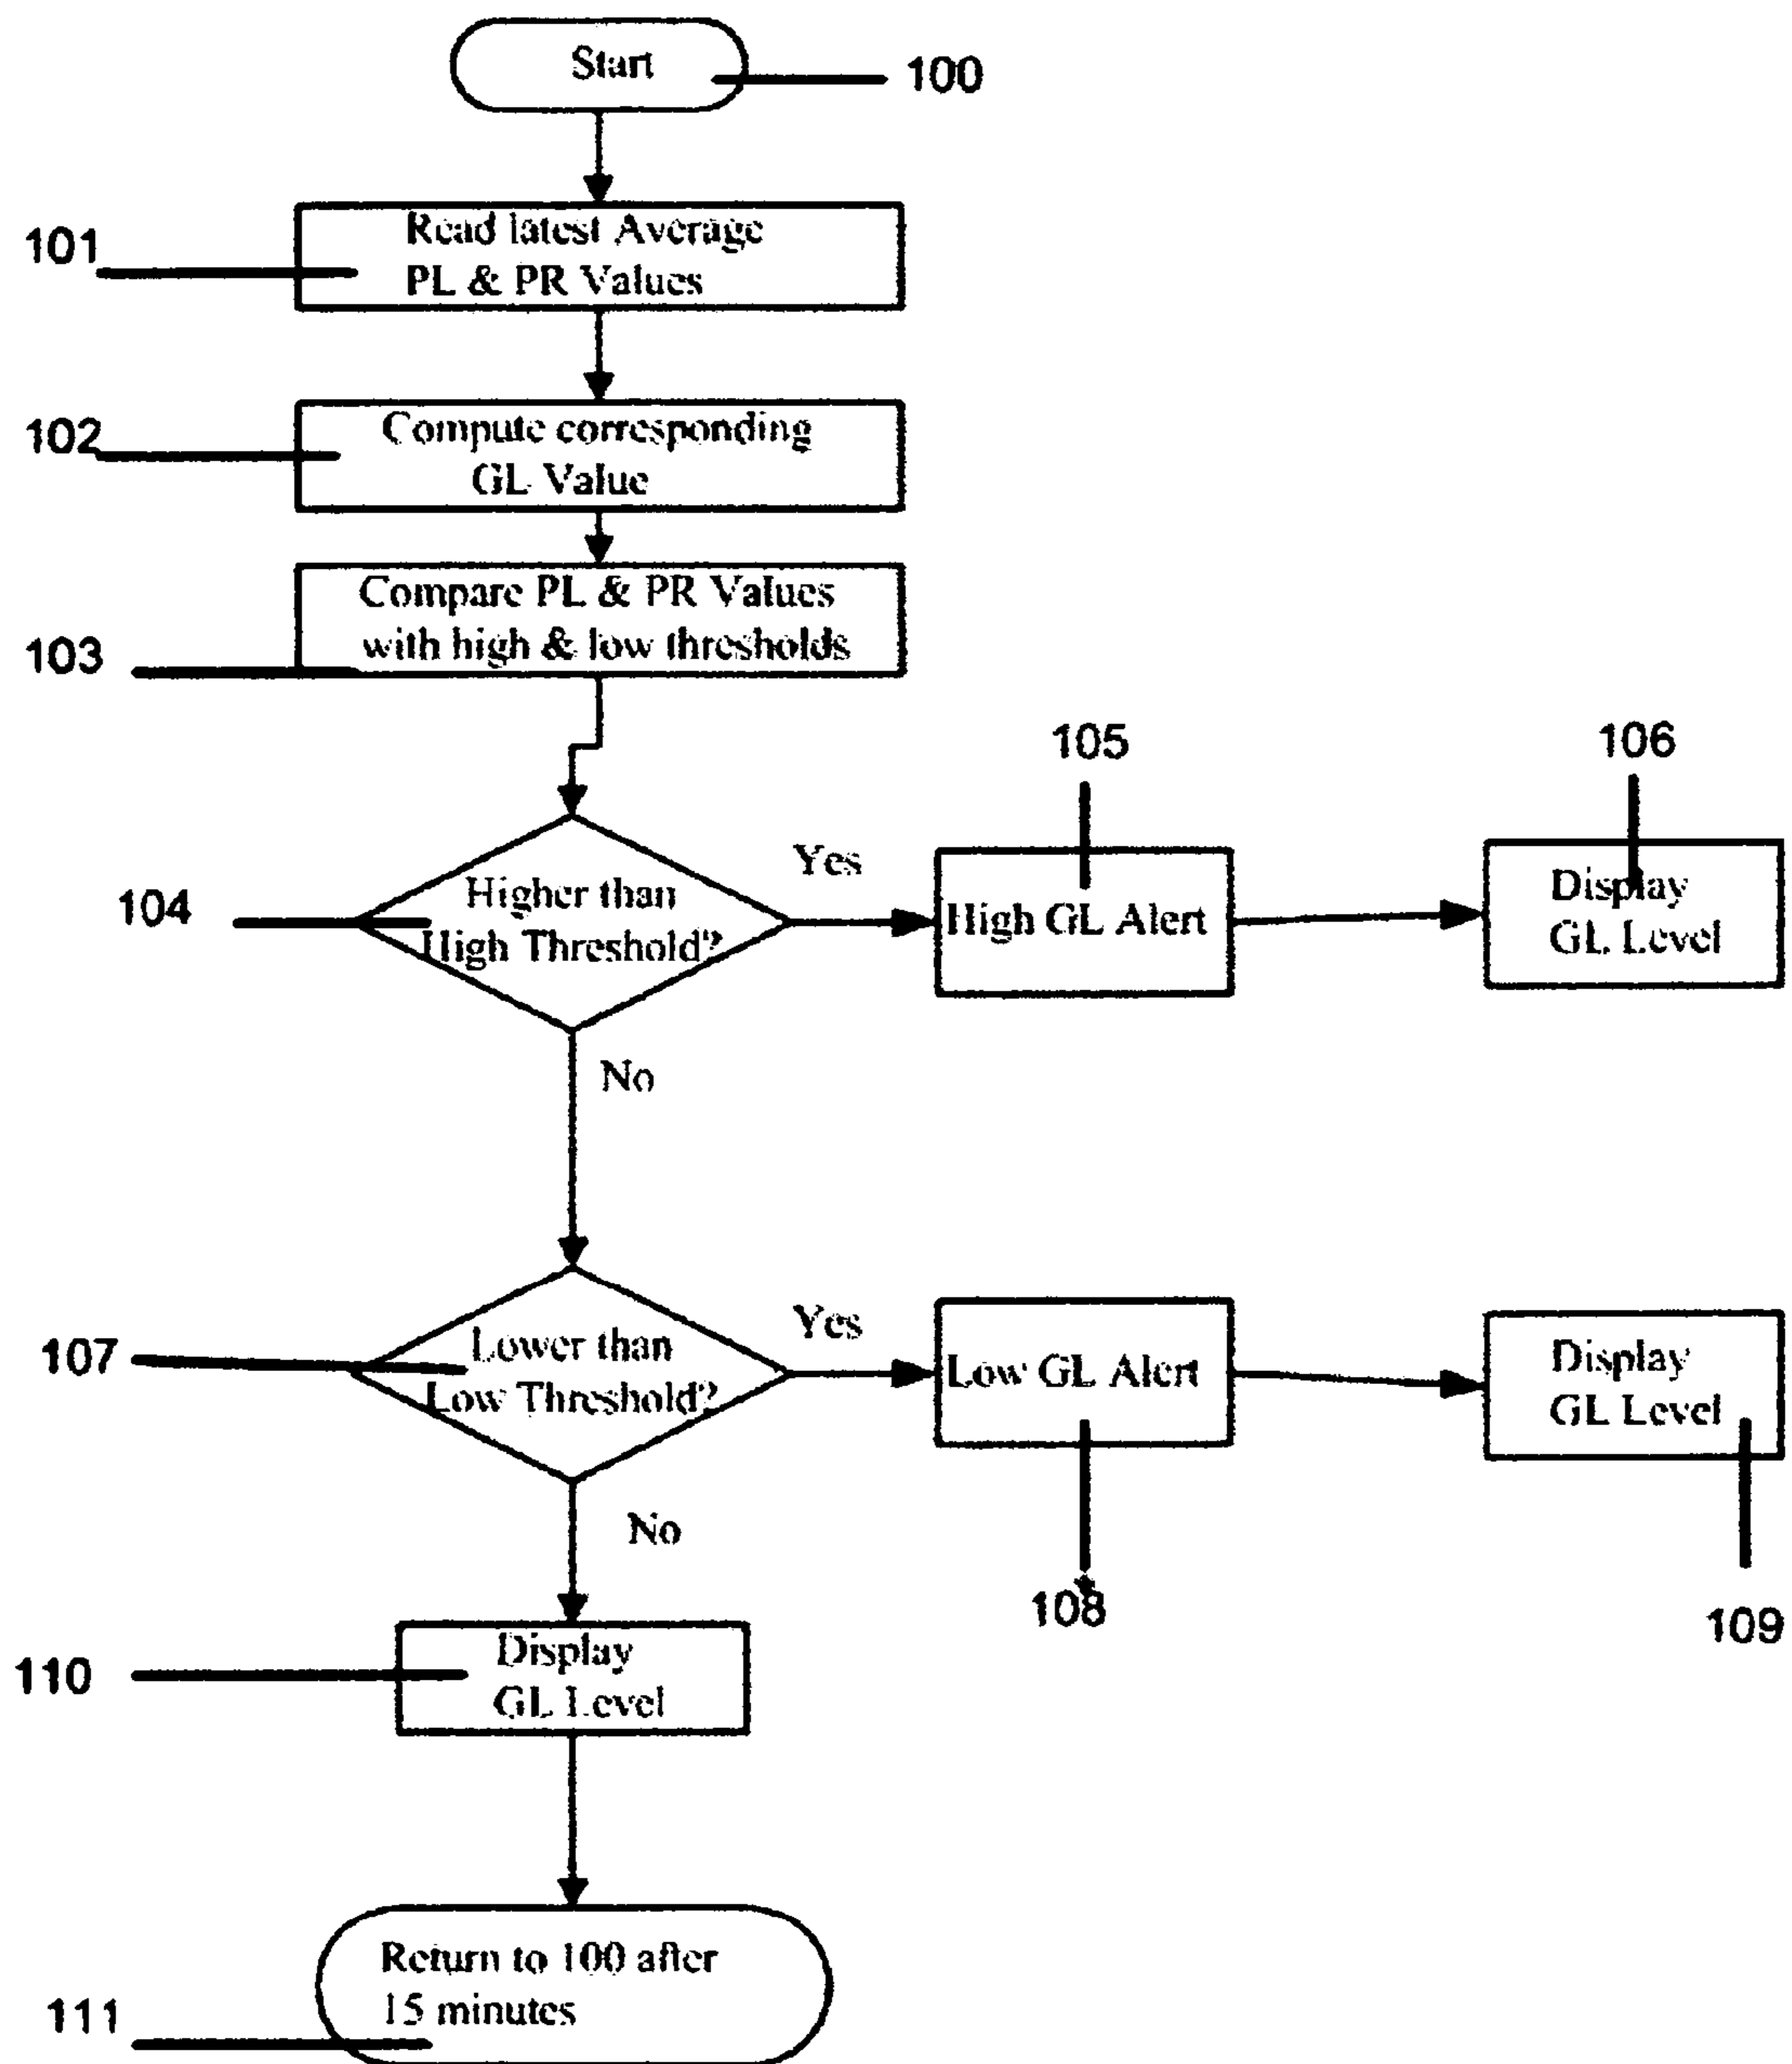 Start
100
101
Read latest Average
PL & PR Values
102
Compute corresponding
GL Value
103
Compare PL & PR Values
with high & low thresholds
105
106
104
Higher than
High Threshold?
Yes
High GL Alert
Display
GL Level
No
107
Lower than
Low Threshold?
Yes
Low GL Alert
Display
GL Level
No
108
109
110
Display
GL Level
111
Return to 100 after
15 minutes